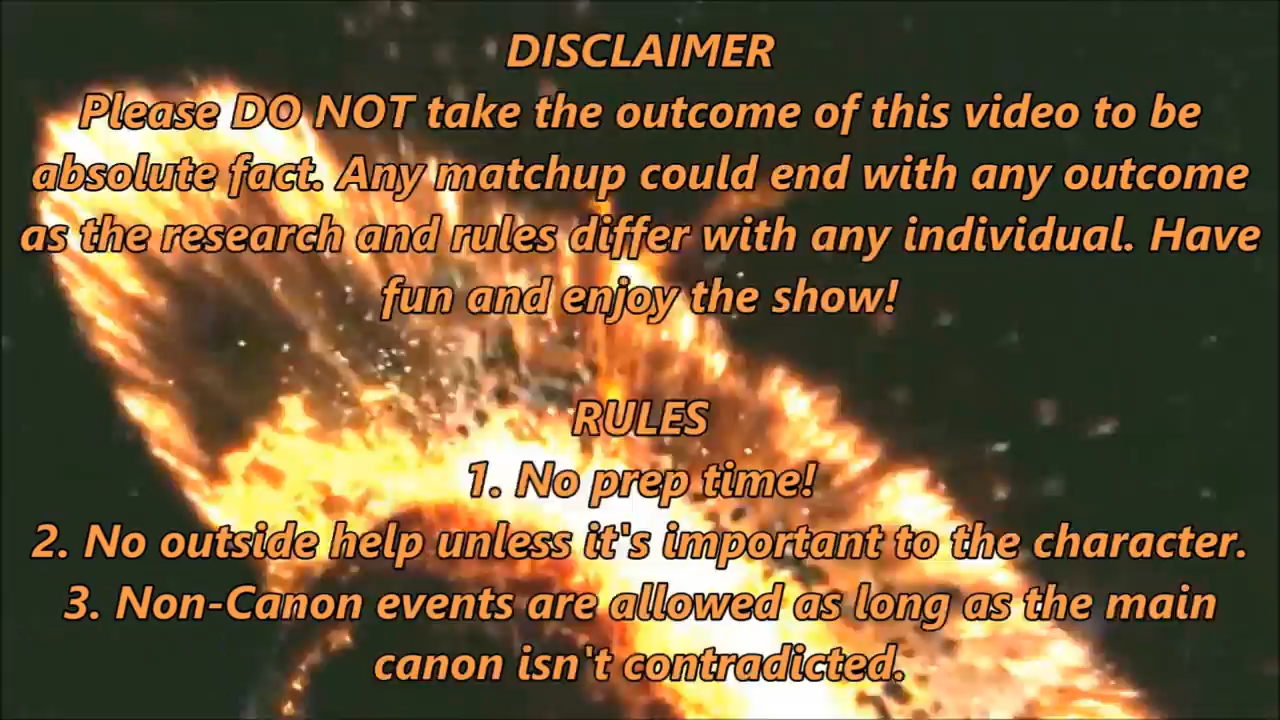 DISCLAIMER
Please DO NOT take the outcome of this video to be
absolute fact. Any matchup could end with any outcome
as the research and rules differ with any individual. Have
fun and enjoy the show!
RULES
1. No prep time!
2. No outside help unless it's important to the character.
3. Non-Canon events are allowed as long as the main
canon isn't contradicted.